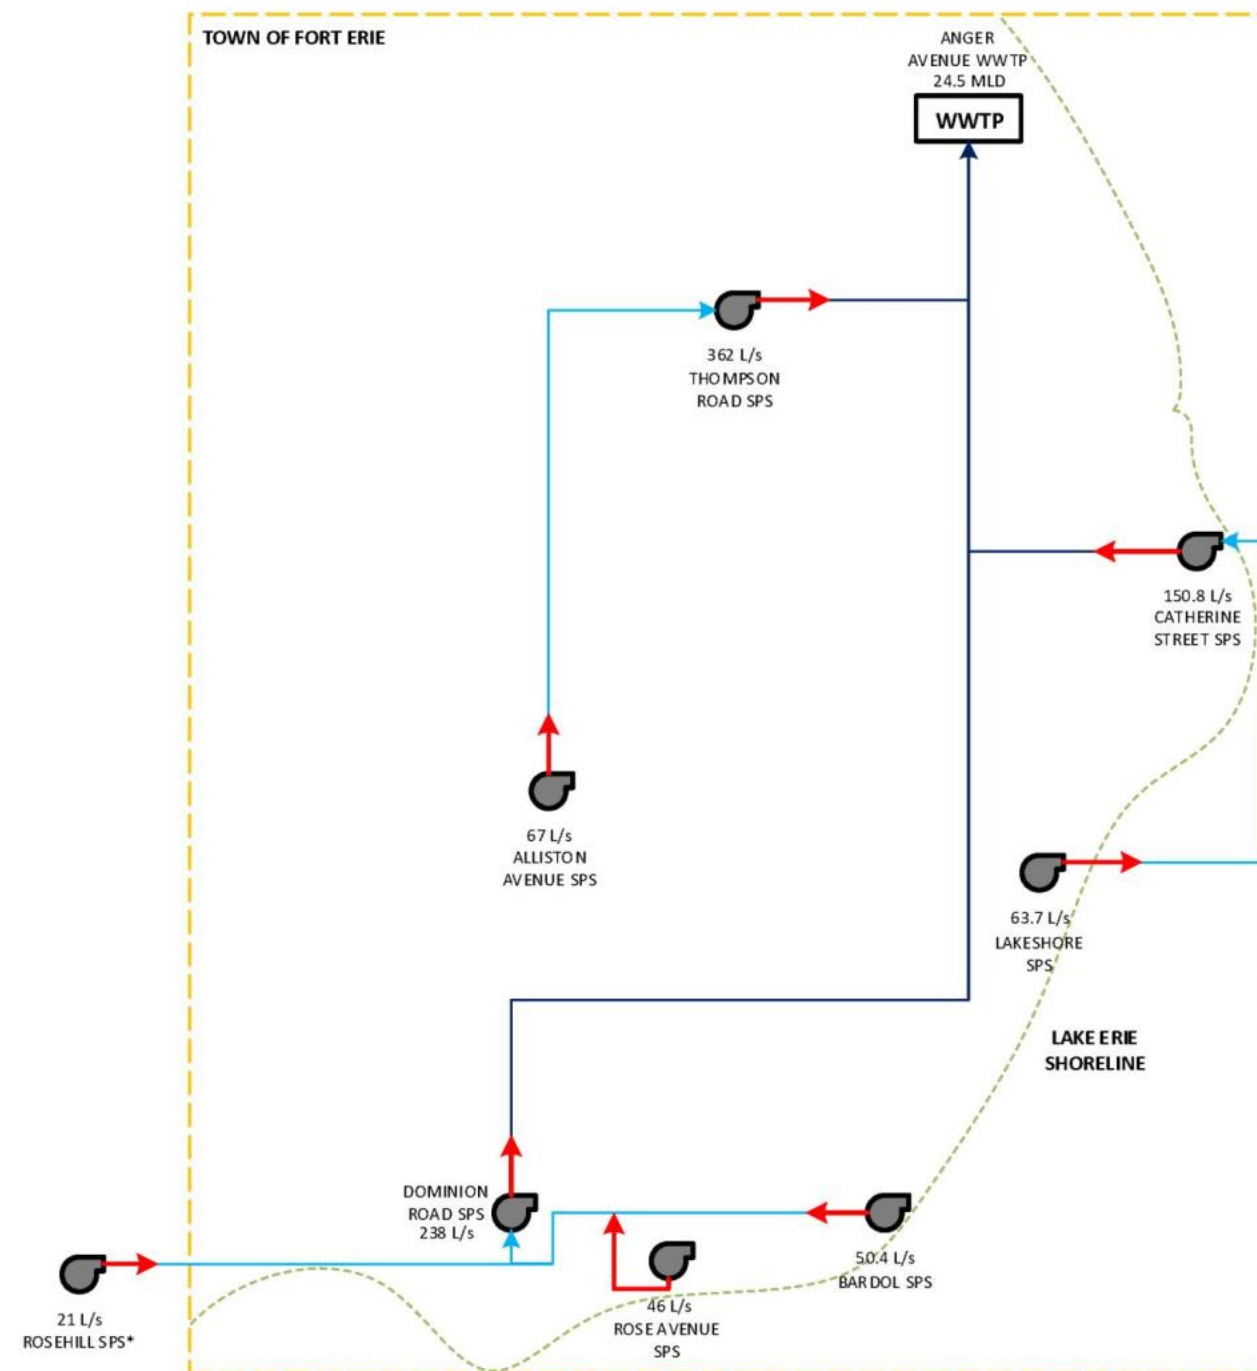 TOWN OF FORT ERIE
ANGER
AVENUE WWTP
24.5 MLD
WWTP
362 L/s
THOMPSON
ROAD SPS
150.8 L/s
CATHERINE
STREET SPS
67 L/s
ALLISTON
AVENUE SPS
63.7 L/s
LAKESHORE
SPS
LAKE ERIE
SHORELINE
DOMINION
ROAD SPS
238 L/s
50.4 L/s
BARDOL SPS
46 L/s
ROSE AVENUE
SPS
21 L/s
ROSEHILL SPS*